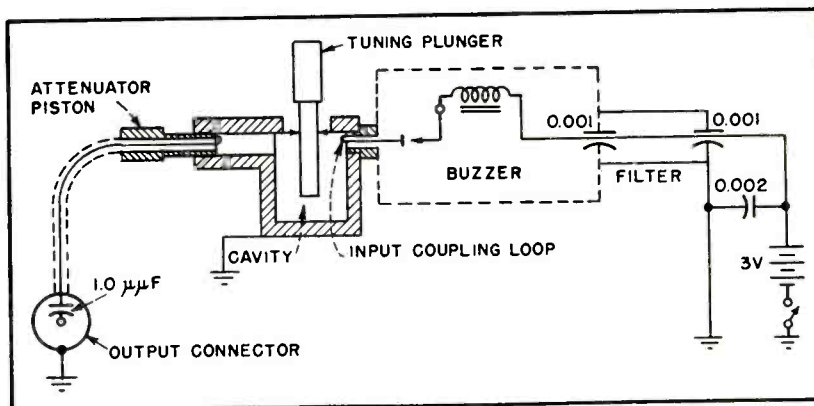 TUNING PLUNGER
ATTENUATOR
PISTON
0.001
0.001
BUZZER
FILTER
0.002
CAVITY
INPUT COUPLING LOOP
3V
1.0 μμF
OUTPUT CONNECTOR